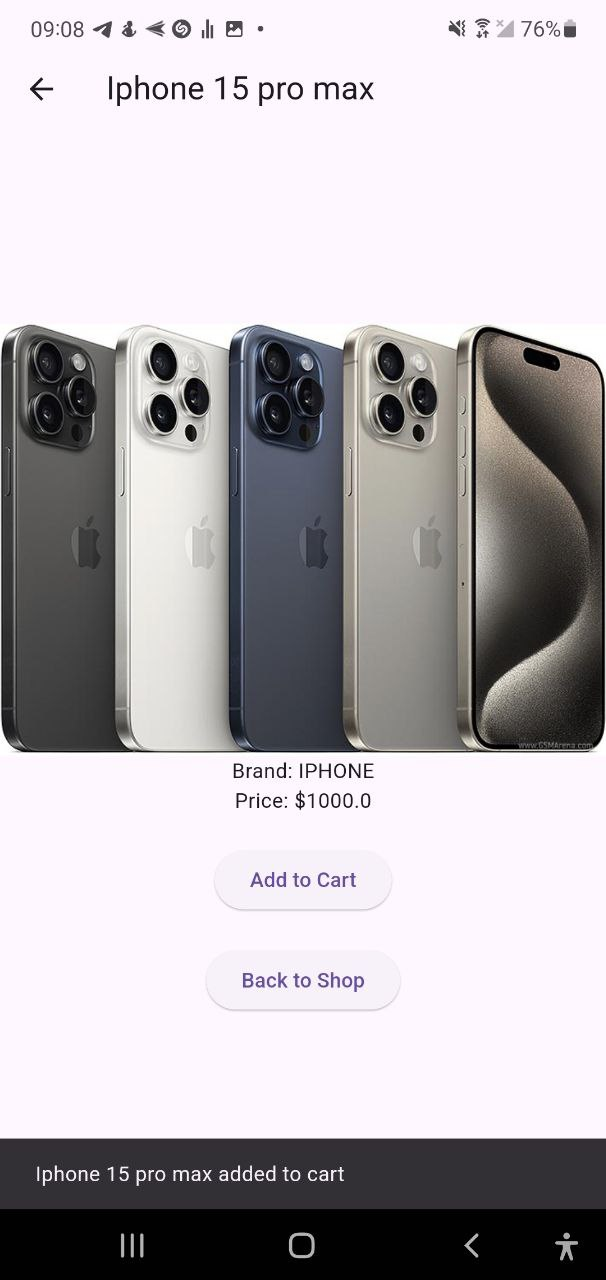 09:08
76%
Iphone 15 pro max
www.GSMArena.com
Brand: IPHONE
Price: $1000.0
Add to Cart
Back to Shop
Iphone 15 pro max added to cart